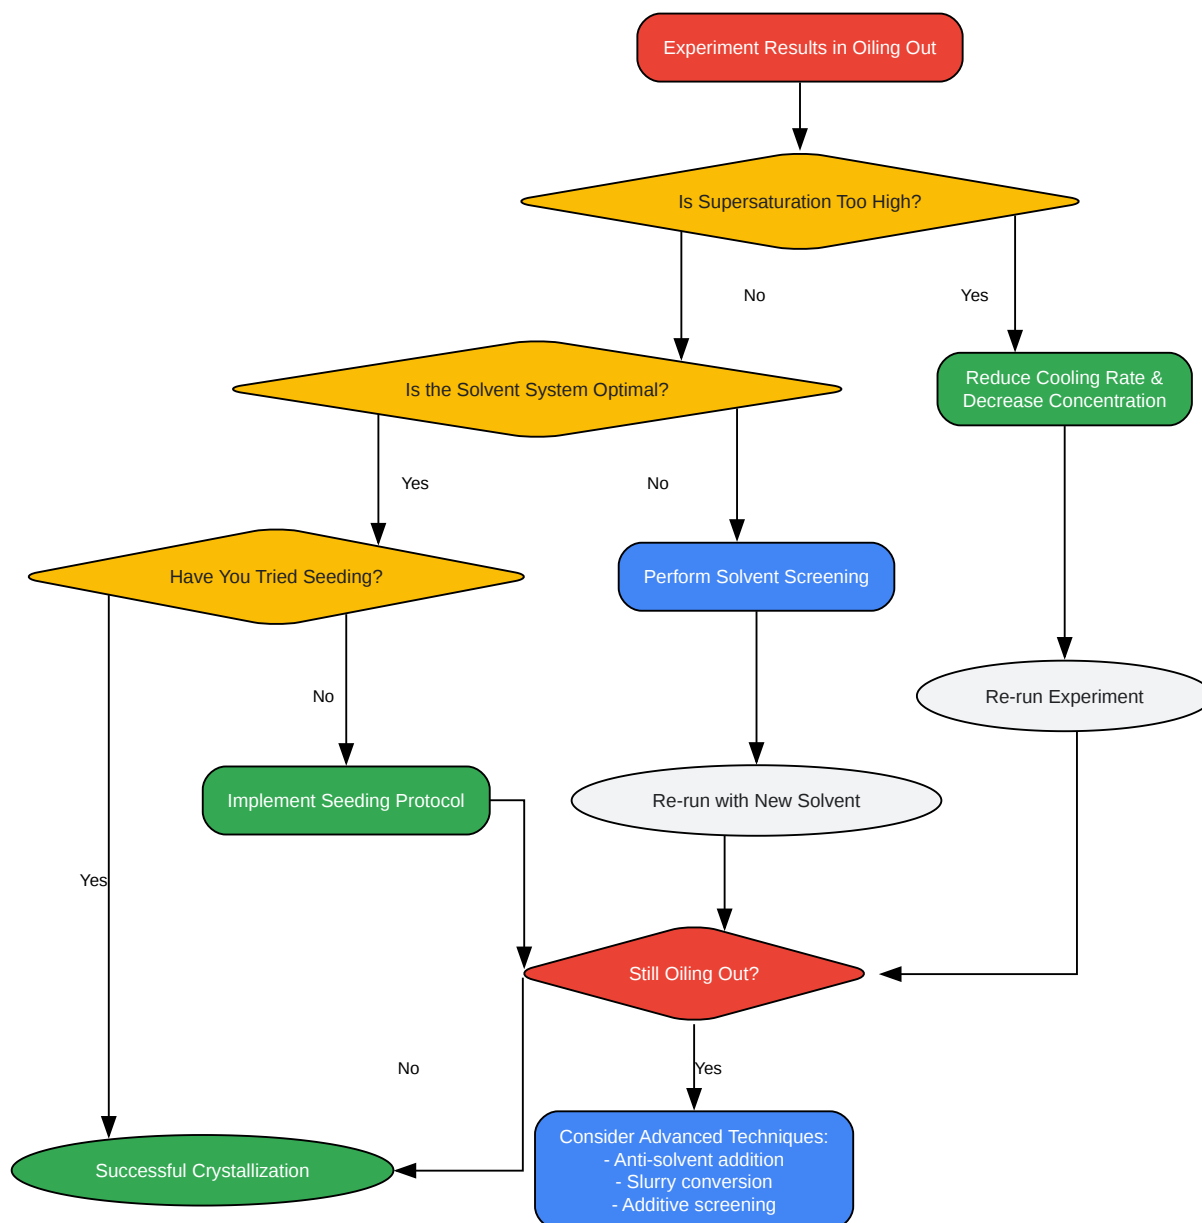 Experiment Results in Oiling Out
Is Supersaturation Too High?
No
Yes
Is the Solvent System Optimal?
Reduce Cooling Rate &
Decrease Concentration
Yes
No
Have You Tried Seeding?
Perform Solvent Screening
No
Re-run Experiment
Implement Seeding Protocol
Re-run with New Solvent
Yes
Still Oiling Out?
No
Yes
Successful Crystallization
Consider Advanced Techniques:
- Anti-solvent addition
- Slurry conversion
- Additive screening